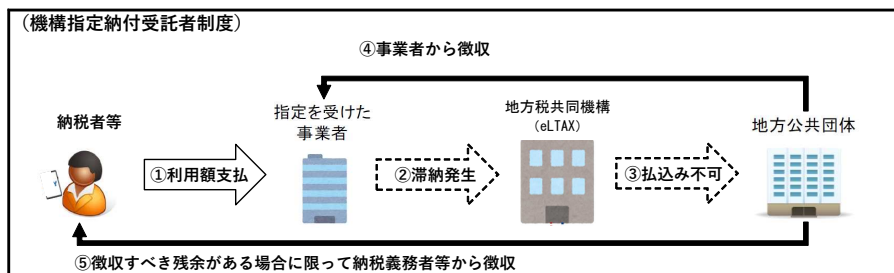 （機構指定納付受託者制度）
④事業者から徴収
納税者等
指定を受けた
事業者
地方税共同機構
（eLTAX）
地方公共団体
①利用額支払
②滞納発生
③払込み不可
⑤徴収すべき残余がある場合に限って納税義務者等から徴収